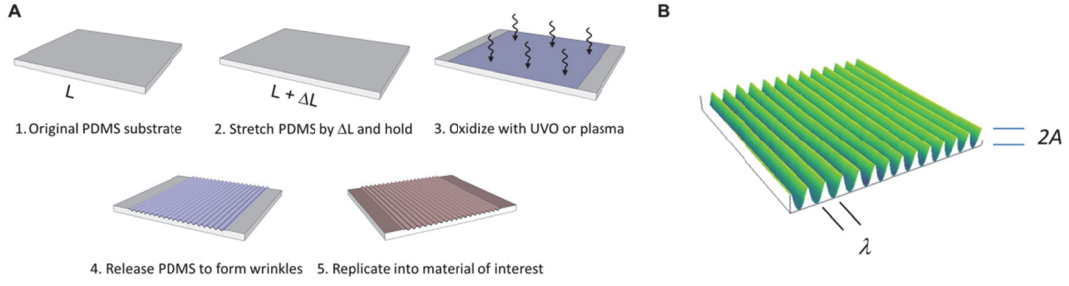 A
B
L
L + ΔL
1. Original PDMS substrate
2. Stretch PDMS by ΔL and hold
3. Oxidize with UVO or plasma
2A
λ
4. Release PDMS to form wrinkles
5. Replicate into material of interest